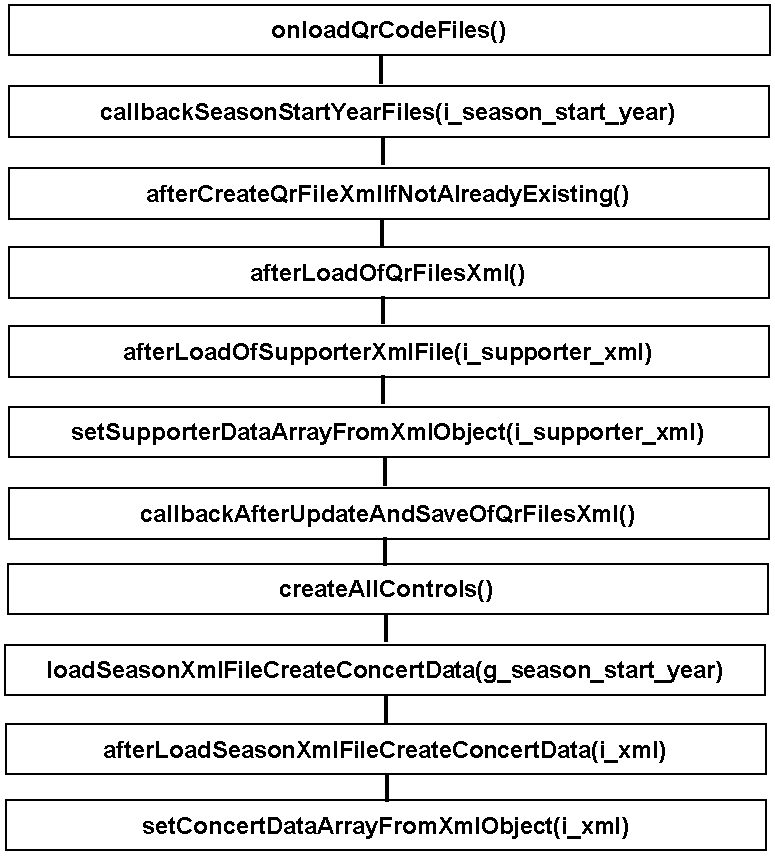 onloadQrCodeFiles()
callbackSeasonStartYearFiles(i_season_start_year)
afterCreateQrFileXmlIfNotAlreadyExisting()
afterLoadOfQrFilesXml()
afterLoadOfSupporterXmlFile(i_supporter_xml)
setSupporterDataArrayFromXmlObject(i_supporter_xml)
callbackAfterUpdateAndSaveOfQrFilesXml()
createAllControls()
loadSeasonXmlFileCreateConcertData(g_season_start_year)
afterLoadSeasonXmlFileCreateConcertData(i_xml)
setConcertDataArrayFromXmlObject(i_xml)